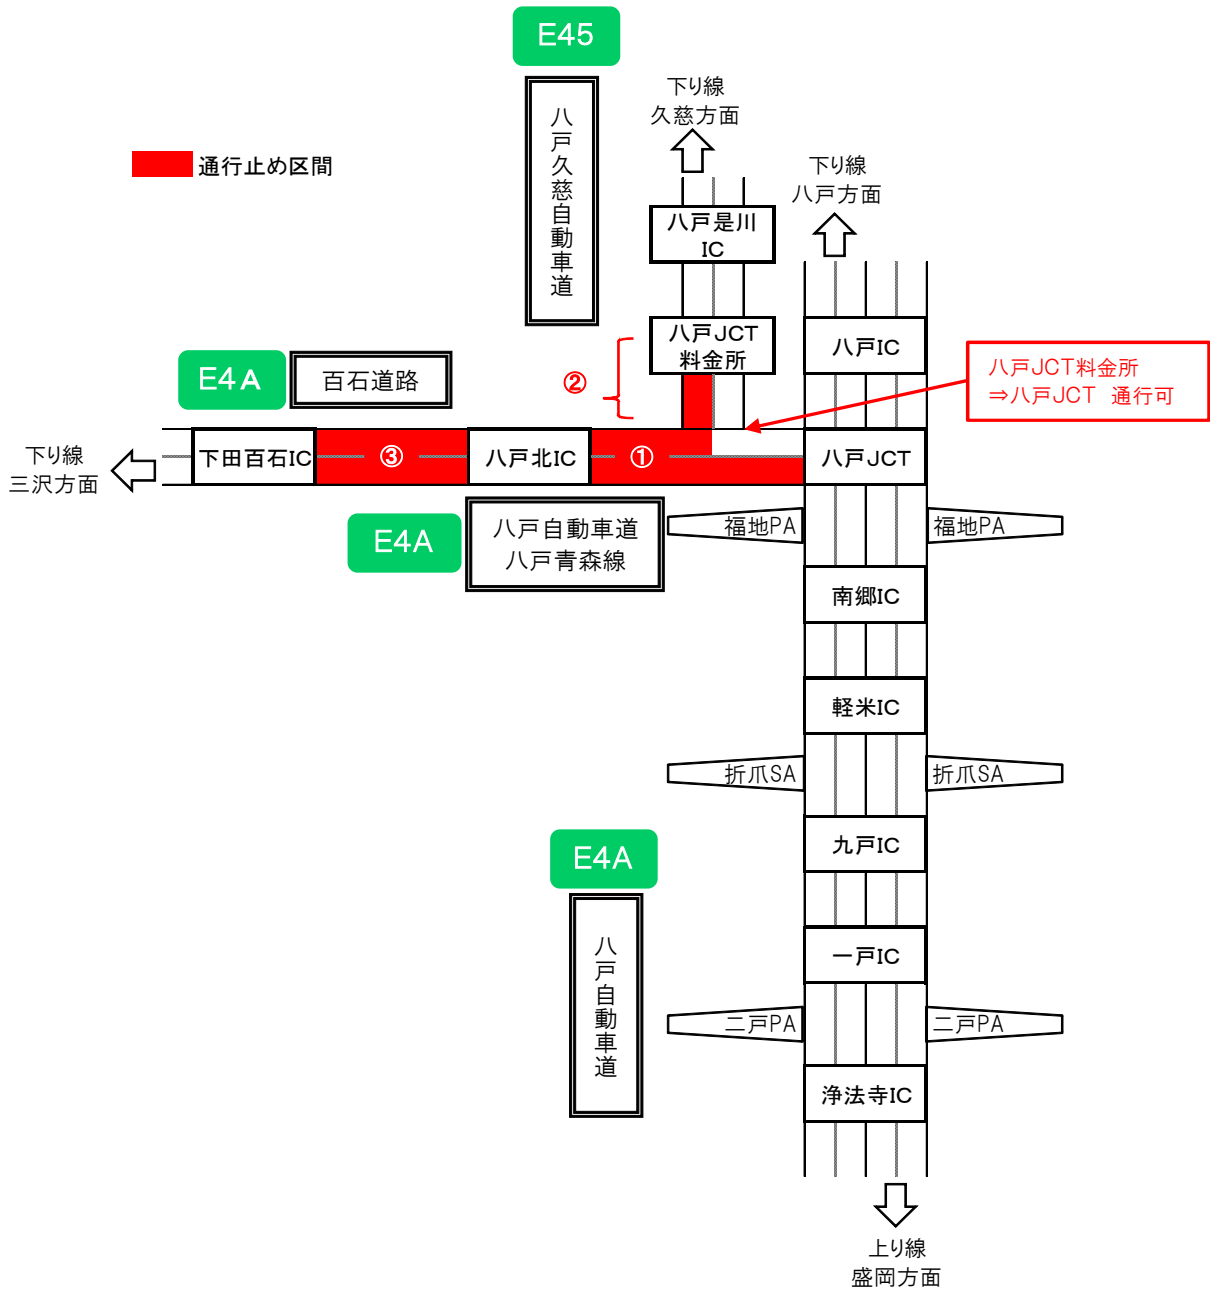 E45
八戸久慈自動車道
下り線
久慈方面
下り線
八戸方面
通行止め区間
八戸是川
IC
八戸JCT
料金所
八戸IC
八戸JCT料金所
⇒八戸JCT　通行可
②
E4A
百石道路
下り線
三沢方面
下田百石IC
③
八戸北IC
①
八戸JCT
E4A
八戸自動車道
八戸青森線
福地PA
福地PA
南郷IC
軽米IC
折爪SA
折爪SA
九戸IC
E4A
八戸自動車道
一戸IC
二戸PA
二戸PA
浄法寺IC
上り線
盛岡方面